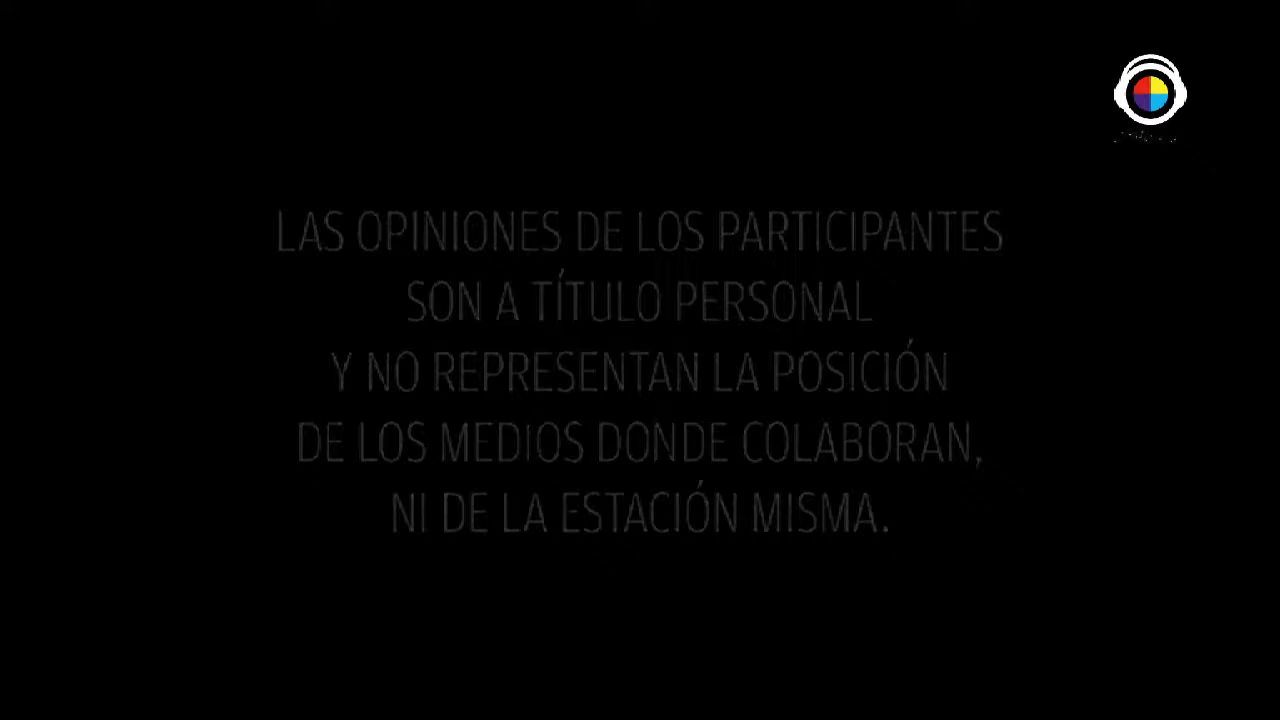 LAS OPINIONES DE LOS PARTICIPANTES
SON A TÍTULO PERSONAL
Y NO REPRESENTAN LA POSICIÓN
DE LOS MEDIOS DONDE COLABORAN,
NI DE LA ESTACIÓN MISMA.